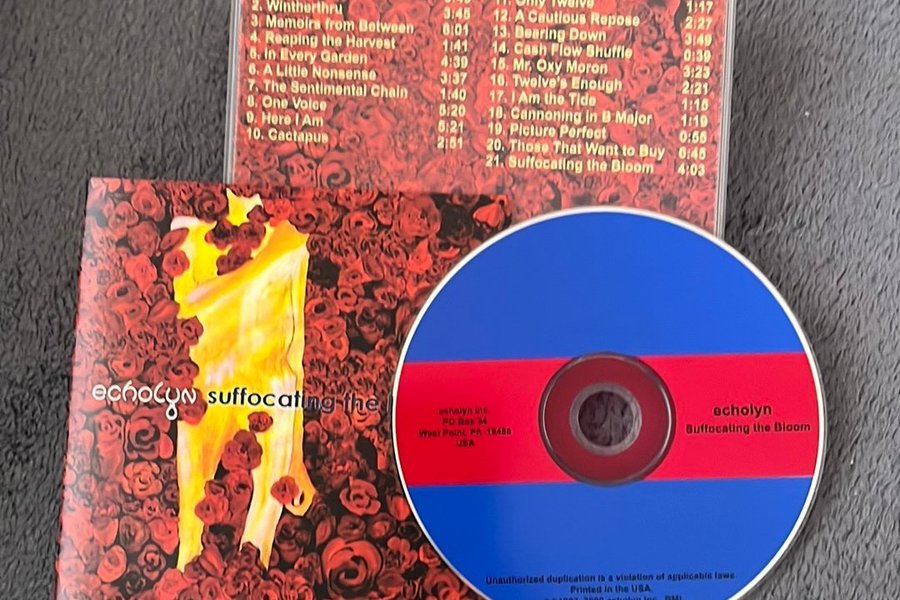 2. Wintherthru 3:45
3. Memoirs from Between 6:01
4. Reaping the Harvest 1:41
5. In Every Garden 4:39
6. A Little Nonsense 3:37
7. The Sentimental Chain 1:40
8. One Voice 5:20
9. Here I Am 5:21
10. Cactapus 2:51
11. Only Twelve 1:17
12. A Cautious Repose 2:27
13. Bearing Down 3:49
14. Cash Flow Shuffle 0:39
15. Mr. Oxy Moron 3:23
16. Twelve's Enough 2:21
17. I Am the Tide 1:15
18. Cannoning in B Major 1:19
19. Picture Perfect 0:55
20. Those That Want to Buy 6:45
21. Suffocating the Bloom 4:03
echolyn suffocating the
echolyn inc.
PO Box 94
West Point, PA
USA
echolyn
Suffocating the Bloom
Unauthorized duplication is a violation of applicable laws.
Printed in the USA.
echolyn inc. BMI